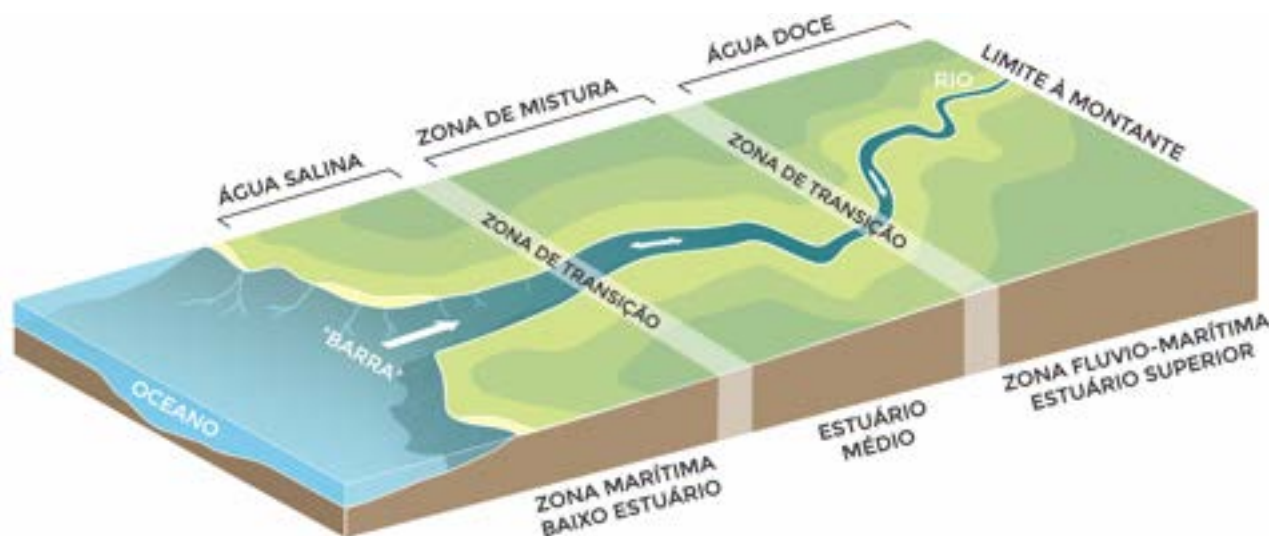 ÁGUA DOCE
ZONA DE MISTURA
ÁGUA SALINA
RIO
LIMITE À MONTANTE
ZONA DE TRANSIÇÃO
ZONA DE TRANSIÇÃO
"BARRA"
OCEANO
ZONA MARÍTIMA
BAIXO ESTUÁRIO
ESTUÁRIO
MÉDIO
ZONA FLUVIO-MARÍTIMA
ESTUÁRIO SUPERIOR